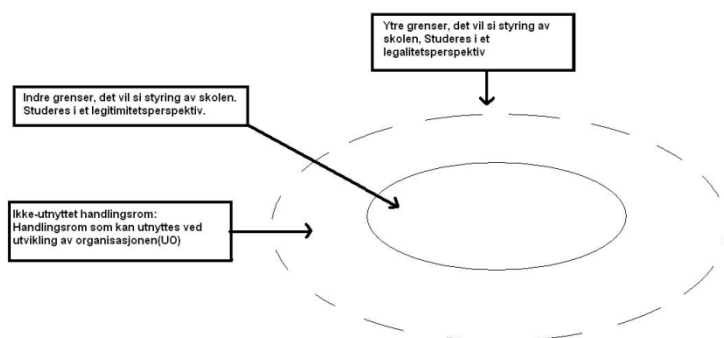 Ytre grenser, det vil si styring av
skolen, Studeres i et
legalitetsperspektiv
Indre grenser, det vil si styring av skolen.
Studeres i et legitimitetsperspektiv.
Ikke-utnyttet handlingsrom:
Handlingsrom som kan utnyttes ved
utvikling av organisasjonen(UO)